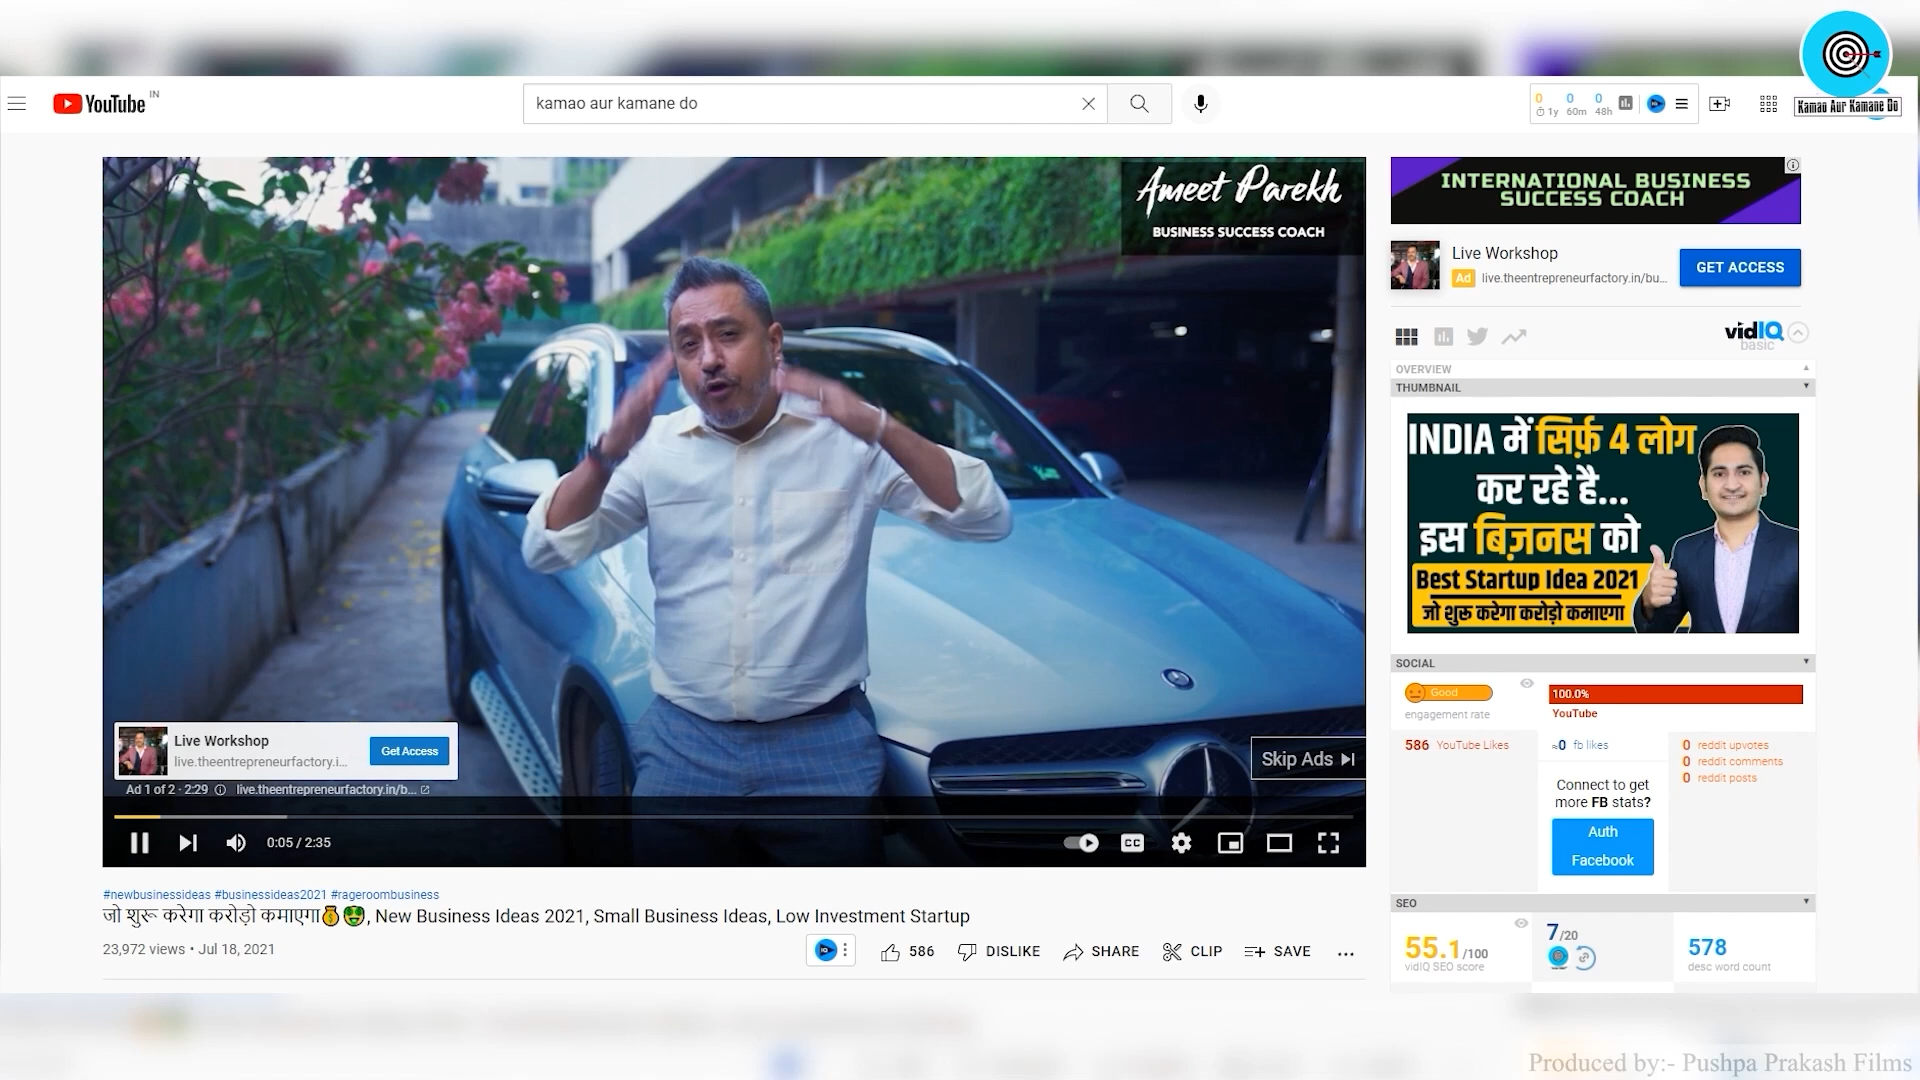 YouTube IN
kamao aur kamane do
0 0 0
1y 60m 48h
Kamao Aur Kamane Do
Ameet Parekh
BUSINESS SUCCESS COACH
Live Workshop
live.theentrepreneurfactory.i...
Get Access
Skip Ads
Ad 1 of 2 · 2:29 live.theentrepreneurfactory.in/b...
0:05 / 2:35
CC
#newbusinessideas #businessideas2021 #rageroombusiness
जो शुरू करेगा करोड़ो कमाएगा💰🤑, New Business Ideas 2021, Small Business Ideas, Low Investment Startup
23,972 views • Jul 18, 2021
586 DISLIKE SHARE CLIP SAVE ...
INTERNATIONAL BUSINESS
SUCCESS COACH
Live Workshop
Ad live.theentrepreneurfactory.in/bu...
GET ACCESS
vidIQ
basic
OVERVIEW
THUMBNAIL
INDIA में सिर्फ़ 4 लोग
कर रहे है...
इस बिज़नस को
Best Startup Idea 2021
जो शुरू करेगा करोड़ो कमाएगा
SOCIAL
Good
engagement rate
100.0%
YouTube
586 YouTube Likes
≈0 fb likes
Connect to get
more FB stats?
Auth
Facebook
0 reddit upvotes
0 reddit comments
0 reddit posts
SEO
55.1/100
vidIQ SEO score
7/20
578
desc word count
Produced by:- Pushpa Prakash Films